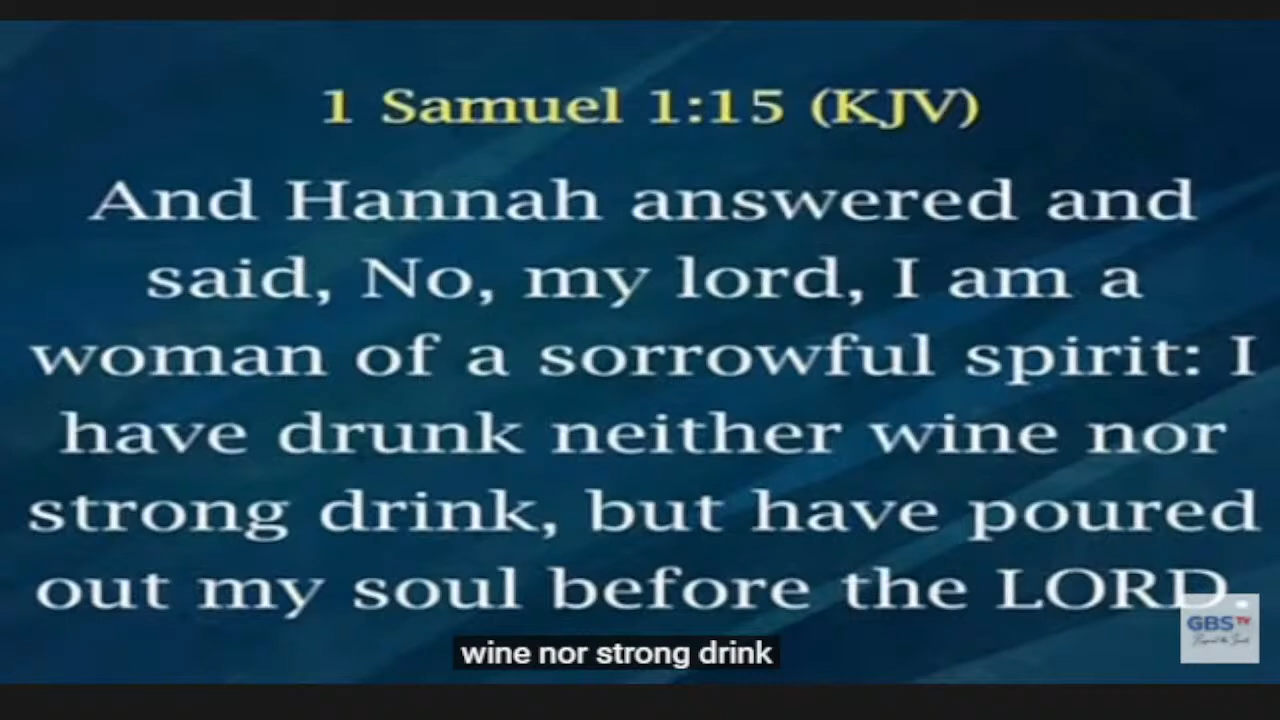 1 Samuel 1:15 (KJV)
And Hannah answered and
said, No, my lord, I am a
woman of a sorrowful spirit: I
have drunk neither wine nor
strong drink, but have poured
out my soul before the LORD.
GBS TV
wine nor strong drink